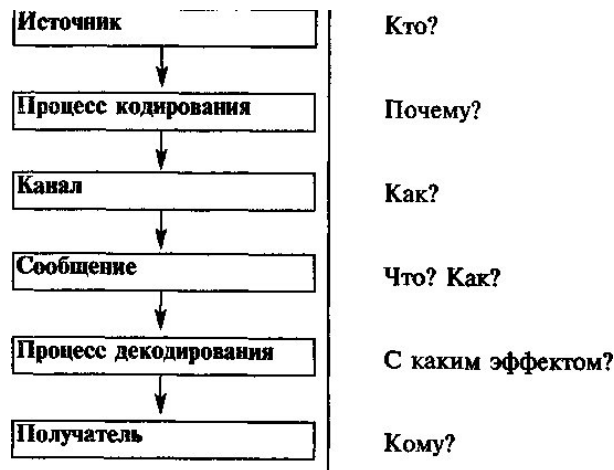 Источник Кто?
Процесс кодирования Почему?
Канал Как?
Сообщение Что? Как?
Процесс декодирования С каким эффектом?
Получатель Кому?